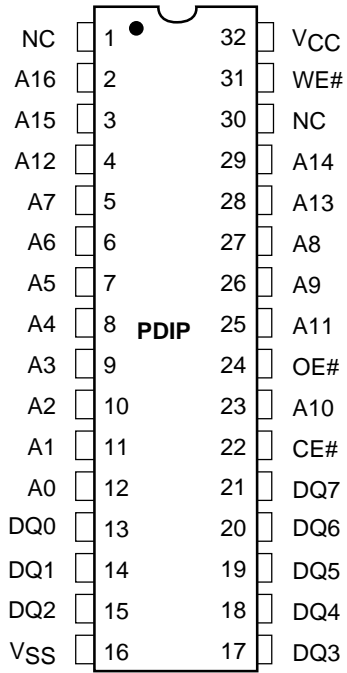 NC 1 32 VCC
A16 2 31 WE#
A15 3 30 NC
A12 4 29 A14
A7 5 28 A13
A6 6 27 A8
A5 7 26 A9
A4 8 PDIP 25 A11
A3 9 24 OE#
A2 10 23 A10
A1 11 22 CE#
A0 12 21 DQ7
DQ0 13 20 DQ6
DQ1 14 19 DQ5
DQ2 15 18 DQ4
VSS 16 17 DQ3